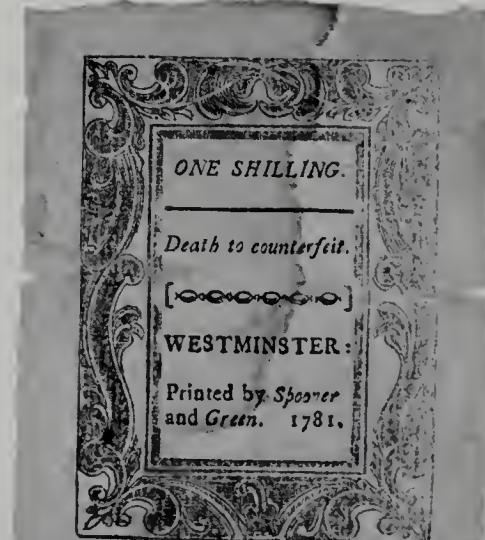 ONE SHILLING.
Death to counterfeit.
WESTMINSTER:
Printed by Spooner
and Green. 1781.